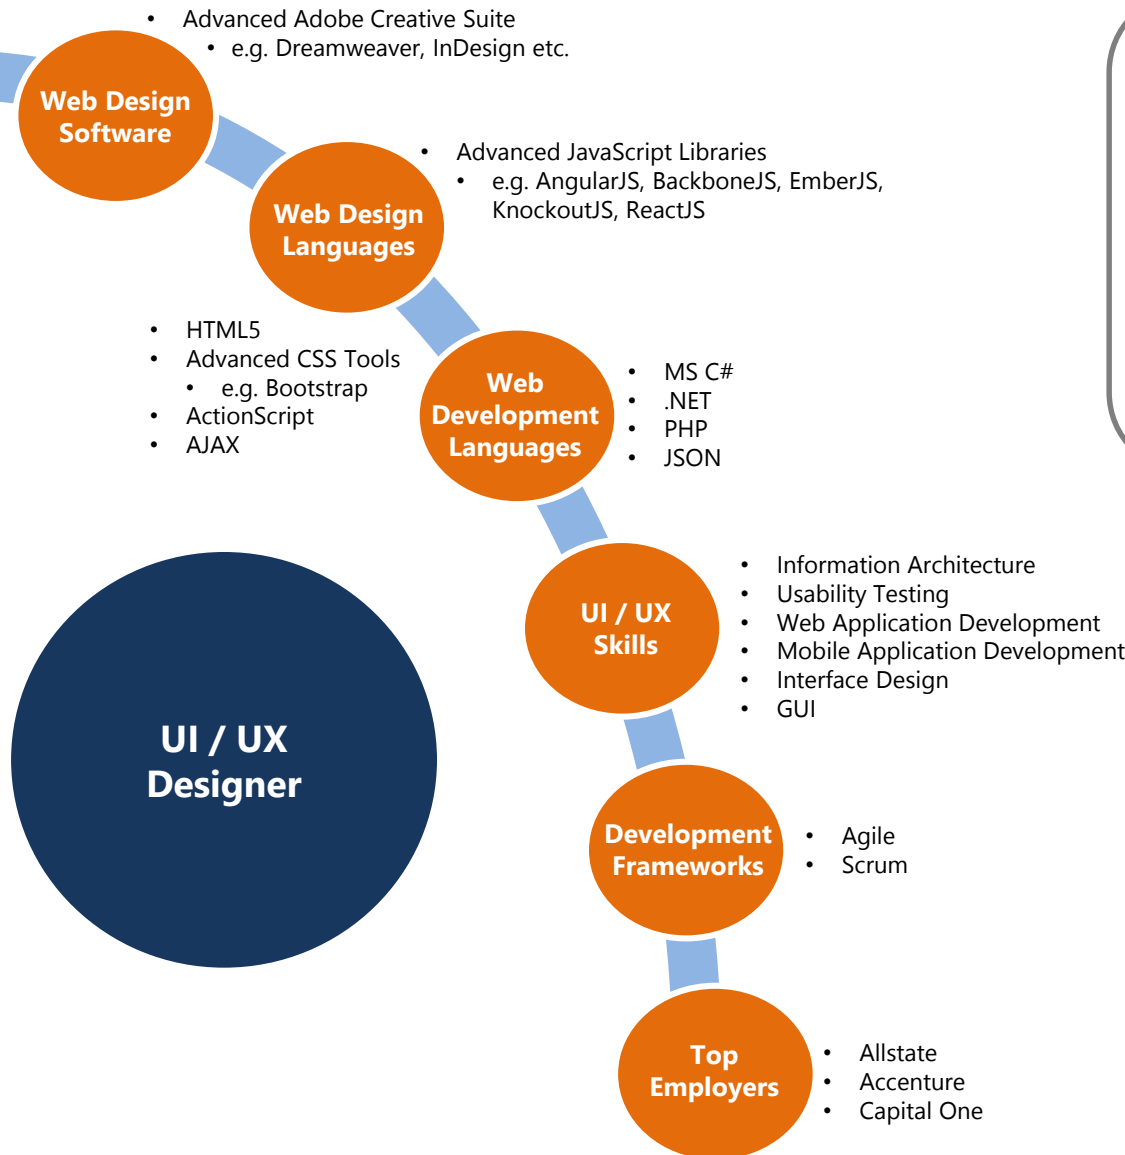 • Advanced Adobe Creative Suite
• e.g. Dreamweaver, InDesign etc.
Web Design
Software
• Advanced JavaScript Libraries
• e.g. AngularJS, BackboneJS, EmberJS,
KnockoutJS, ReactJS
Web Design
Languages
• HTML5
• Advanced CSS Tools
• e.g. Bootstrap
• ActionScript
• AJAX
Web
Development
Languages
• MS C#
• .NET
• PHP
• JSON
UI / UX
Skills
• Information Architecture
• Usability Testing
• Web Application Development
• Mobile Application Development
• Interface Design
• GUI
UI / UX
Designer
Development
Frameworks
• Agile
• Scrum
Top
Employers
• Allstate
• Accenture
• Capital One